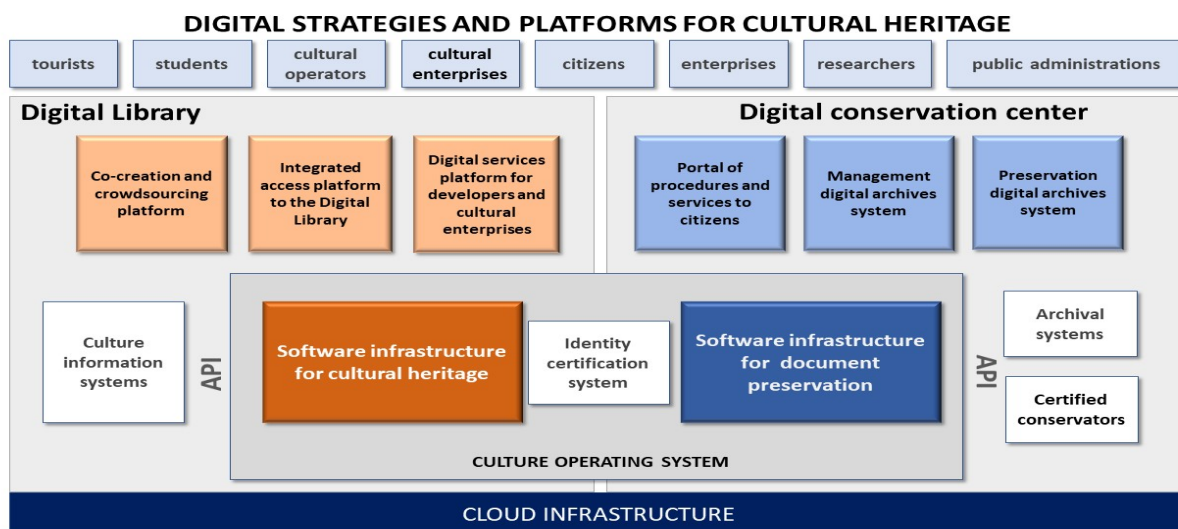 DIGITAL STRATEGIES AND PLATFORMS FOR CULTURAL HERITAGE
tourists
students
cultural
operators
cultural
enterprises
citizens
enterprises
researchers
public administrations
Digital Library
Co-creation and
crowdsourcing
platform
Integrated
access platform
to the Digital
Library
Digital services
platform for
developers and
cultural
enterprises
Digital conservation center
Portal of
procedures and
services to
citizens
Management
digital archives
system
Preservation
digital archives
system
Culture
information
systems
API
Software infrastructure
for cultural heritage
Identity
certification
system
Software infrastructure
for document
preservation
API
Archival
systems
Certified
conservators
CULTURE OPERATING SYSTEM
CLOUD INFRASTRUCTURE